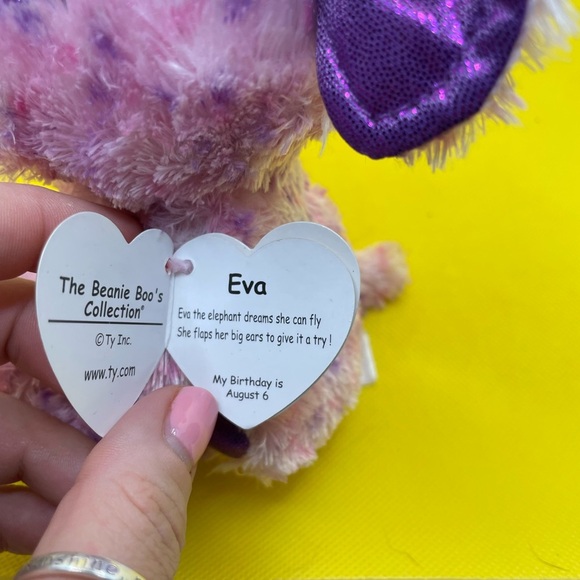 The Beanie Boo's
Collection®
© Ty Inc.
www.ty.com
Eva
Eva the elephant dreams she can fly
She flaps her big ears to give it a try !
My Birthday is
August 6